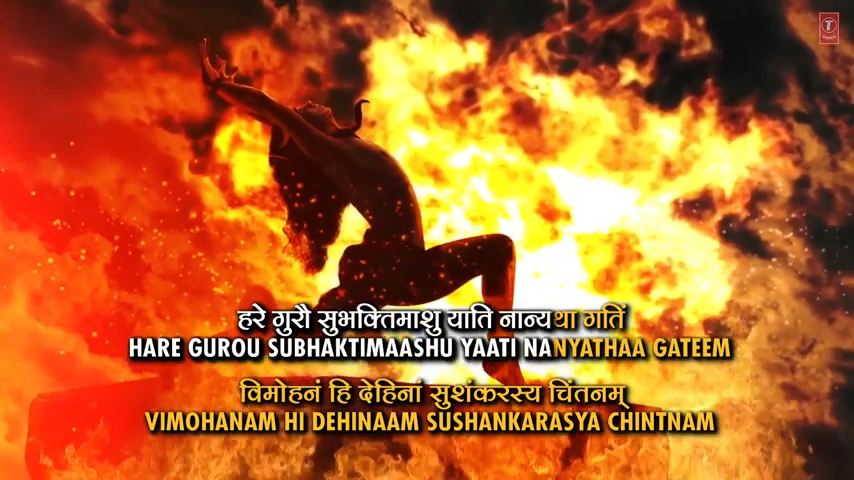 T
हरे गुरौ सुभक्तिमाशु याति नान्यथा गतिं
HARE GUROU SUBHAKTIMAASHU YAATI NANYATHAA GATEEM
विमोहनं हि देहिनां सुशंकरस्य चिंतनम्
VIMOHANAM HI DEHINAAM SUSHANKARASYA CHINTNAM